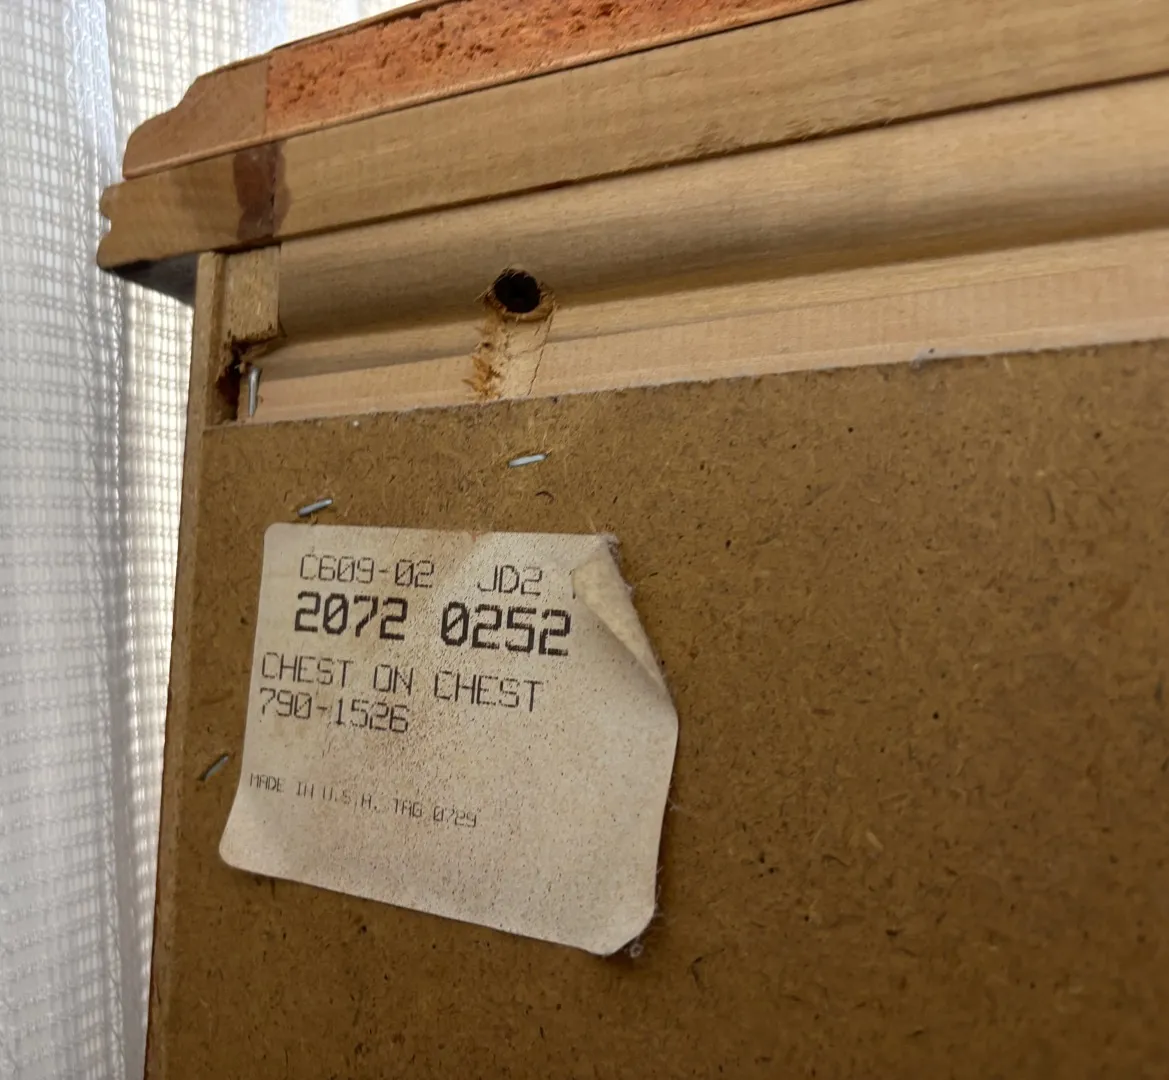 C609-02 JD2
2072 0252
CHEST ON CHEST
790-1526
MADE IN U.S.A. TAG 0729